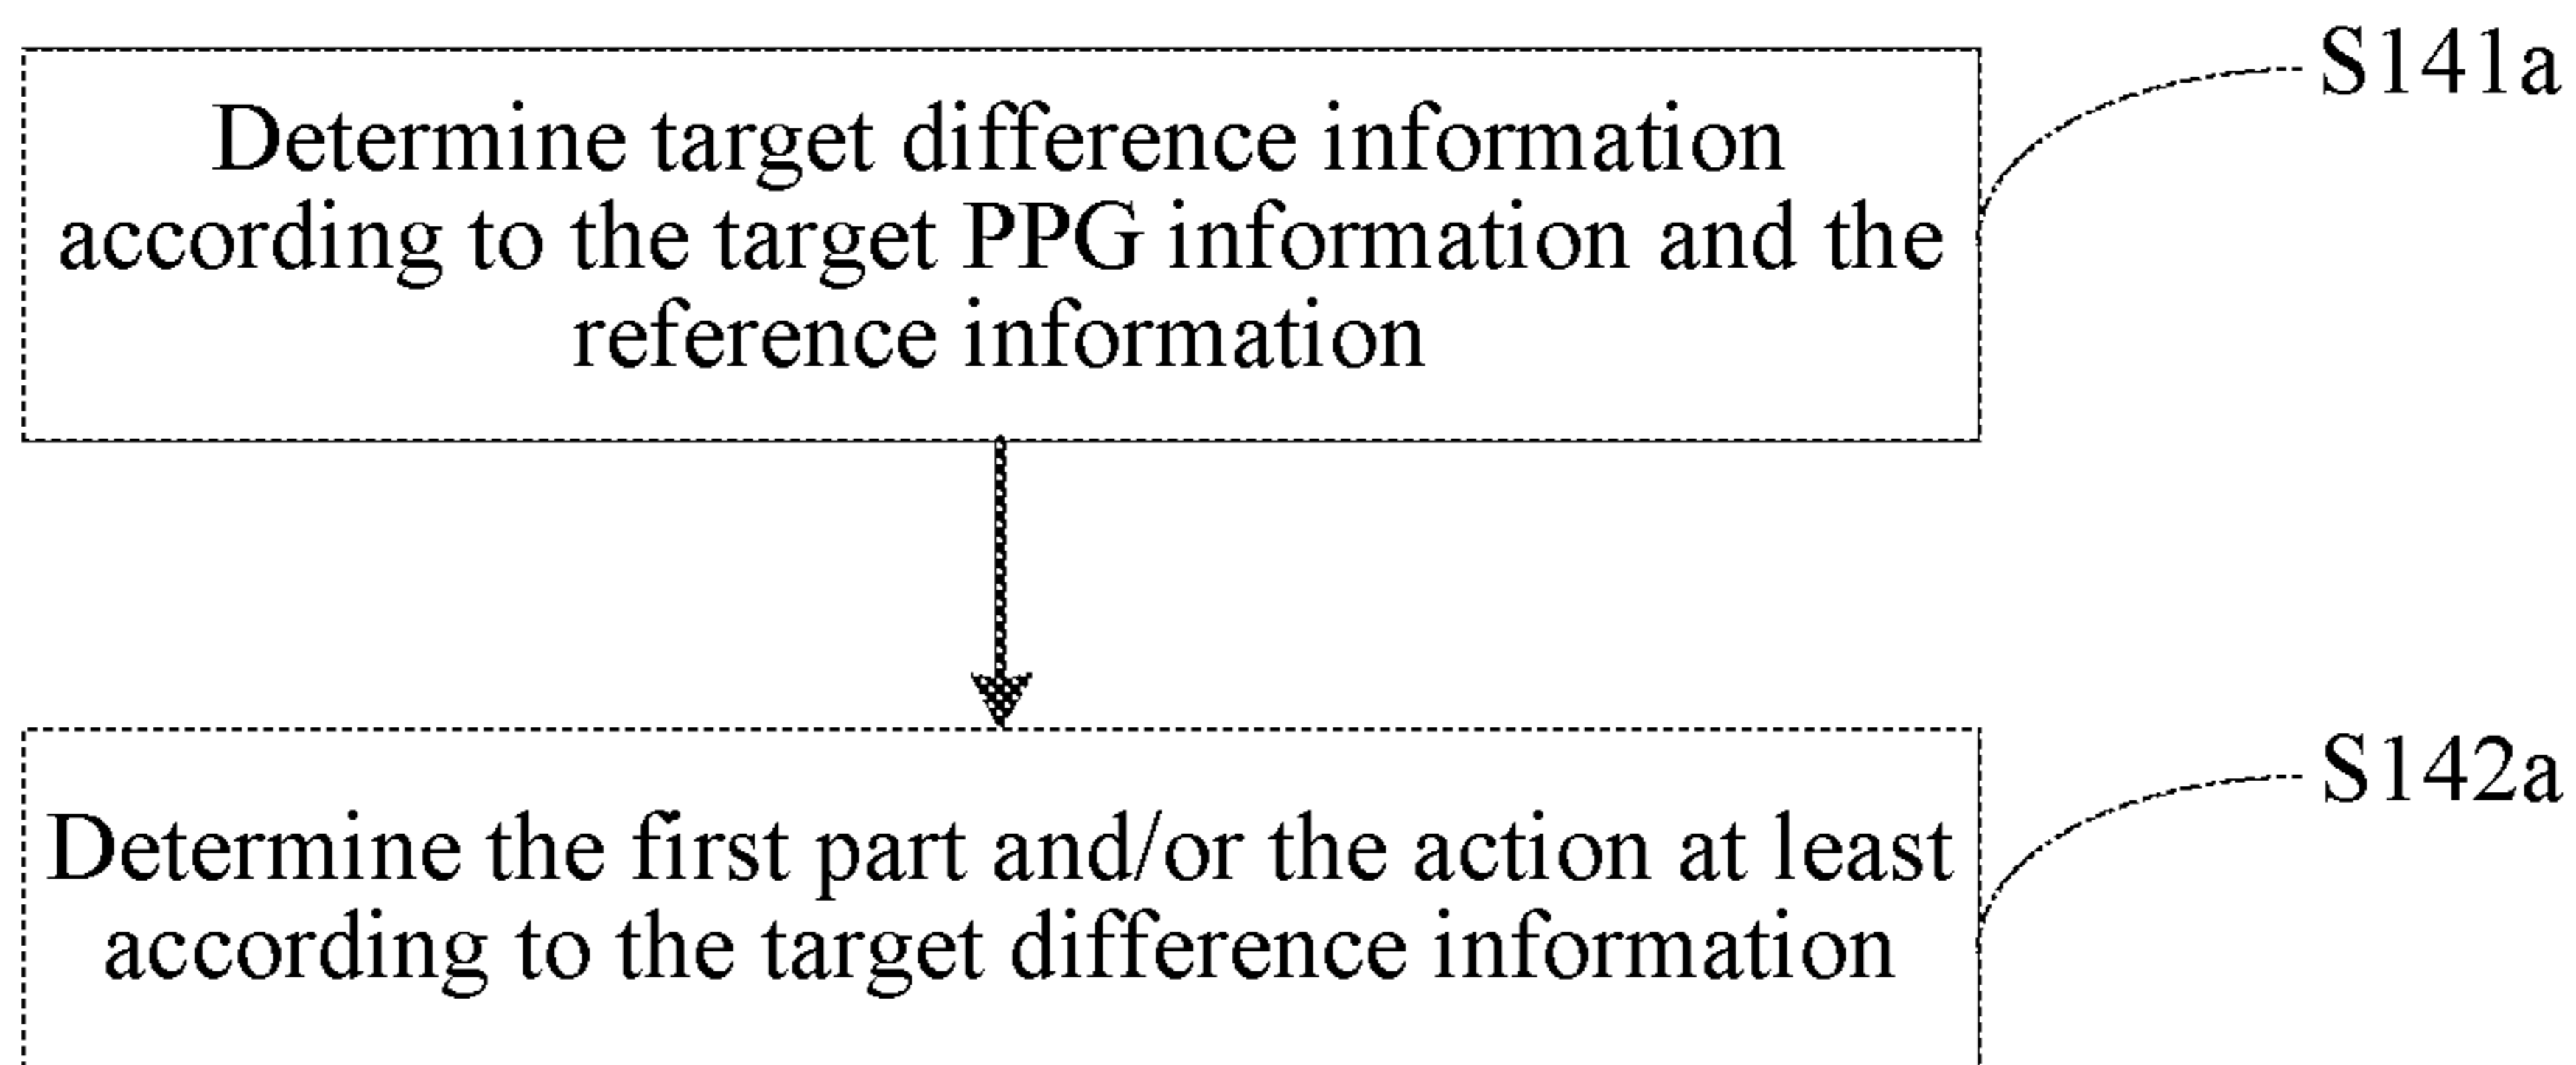 Determine target difference information
according to the target PPG information and the
reference information
S141a
Determine the first part and/or the action at least
according to the target difference information
S142a